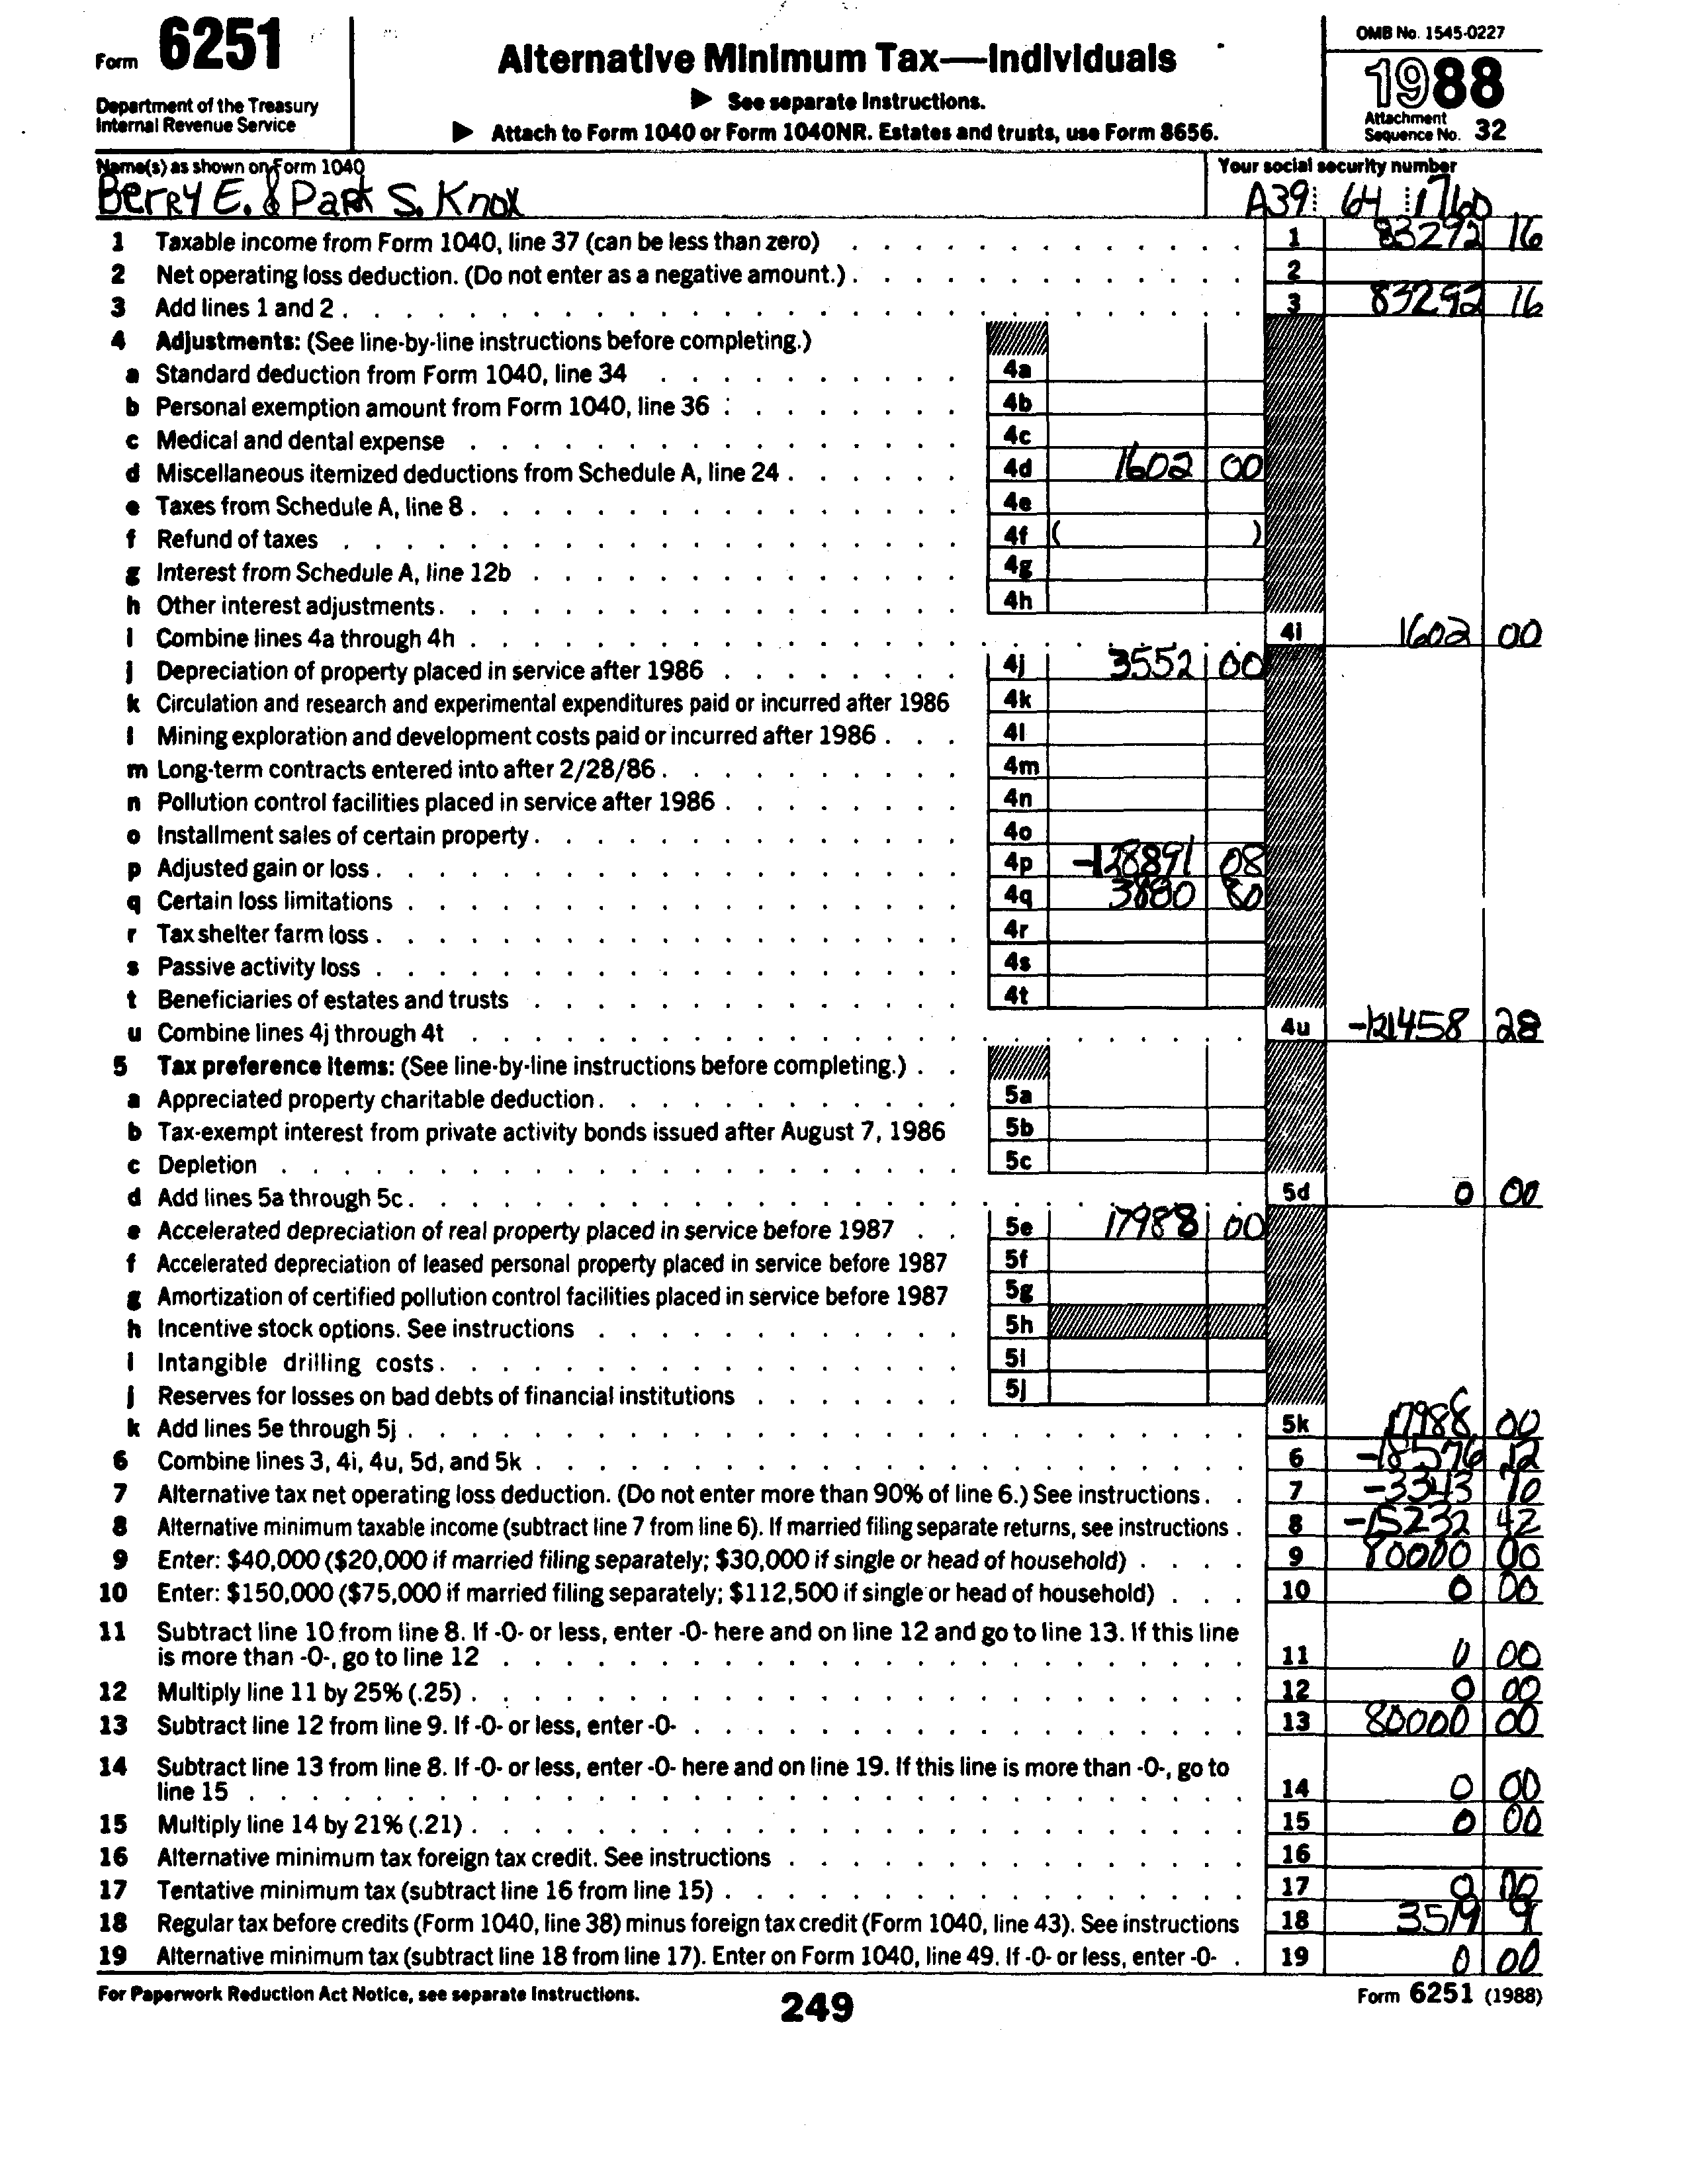 Form 6251
Department of the Treasury
Internal Revenue Service
Alternative Minimum Tax—Individuals
▶ See separate Instructions.
▶ Attach to Form 1040 or Form 1040NR. Estates and trusts, use Form 8656.
OMB No. 1545-0227
1988
Attachment
Sequence No. 32
Name(s) as shown on Form 1040
Berry E. & Park S. Knox
Your social security number
A39 64 1760
1 Taxable income from Form 1040, line 37 (can be less than zero) 1 83292 16
2 Net operating loss deduction. (Do not enter as a negative amount.) 2
3 Add lines 1 and 2 3 83292 16
4 Adjustments: (See line-by-line instructions before completing.)
a Standard deduction from Form 1040, line 34 4a
b Personal exemption amount from Form 1040, line 36 4b
c Medical and dental expense 4c
d Miscellaneous itemized deductions from Schedule A, line 24 4d 1602 00
e Taxes from Schedule A, line 8 4e
f Refund of taxes 4f ( )
g Interest from Schedule A, line 12b 4g
h Other interest adjustments 4h
i Combine lines 4a through 4h 4i 1602 00
j Depreciation of property placed in service after 1986 4j 3552 00
k Circulation and research and experimental expenditures paid or incurred after 1986 4k
l Mining exploration and development costs paid or incurred after 1986 4l
m Long-term contracts entered into after 2/28/86 4m
n Pollution control facilities placed in service after 1986 4n
o Installment sales of certain property 4o
p Adjusted gain or loss 4p -128891 08
q Certain loss limitations 4q 3880 80
r Tax shelter farm loss 4r
s Passive activity loss 4s
t Beneficiaries of estates and trusts 4t
u Combine lines 4j through 4t 4u -121458 28
5 Tax preference items: (See line-by-line instructions before completing.)
a Appreciated property charitable deduction 5a
b Tax-exempt interest from private activity bonds issued after August 7, 1986 5b
c Depletion 5c
d Add lines 5a through 5c 5d 0 00
e Accelerated depreciation of real property placed in service before 1987 5e 17988 00
f Accelerated depreciation of leased personal property placed in service before 1987 5f
g Amortization of certified pollution control facilities placed in service before 1987 5g
h Incentive stock options. See instructions 5h
i Intangible drilling costs 5i
j Reserves for losses on bad debts of financial institutions 5j
k Add lines 5e through 5j 5k 17988 00
6 Combine lines 3, 4i, 4u, 5d, and 5k 6 -18576 12
7 Alternative tax net operating loss deduction. (Do not enter more than 90% of line 6.) See instructions 7 -3343 70
8 Alternative minimum taxable income (subtract line 7 from line 6). If married filing separate returns, see instructions 8 -15232 42
9 Enter: $40,000 ($20,000 if married filing separately; $30,000 if single or head of household) 9 80000 00
10 Enter: $150,000 ($75,000 if married filing separately; $112,500 if single or head of household) 10 0 00
11 Subtract line 10 from line 8. If -0- or less, enter -0- here and on line 12 and go to line 13. If this line
is more than -0-, go to line 12 11 0 00
12 Multiply line 11 by 25% (.25) 12 0 00
13 Subtract line 12 from line 9. If -0- or less, enter -0- 13 80000 00
14 Subtract line 13 from line 8. If -0- or less, enter -0- here and on line 19. If this line is more than -0-, go to
line 15 14 0 00
15 Multiply line 14 by 21% (.21) 15 0 00
16 Alternative minimum tax foreign tax credit. See instructions 16
17 Tentative minimum tax (subtract line 16 from line 15) 17 0 00
18 Regular tax before credits (Form 1040, line 38) minus foreign tax credit (Form 1040, line 43). See instructions 18 3519 9
19 Alternative minimum tax (subtract line 18 from line 17). Enter on Form 1040, line 49. If -0- or less, enter -0- 19 0 00
For Paperwork Reduction Act Notice, see separate Instructions.
249
Form 6251 (1988)